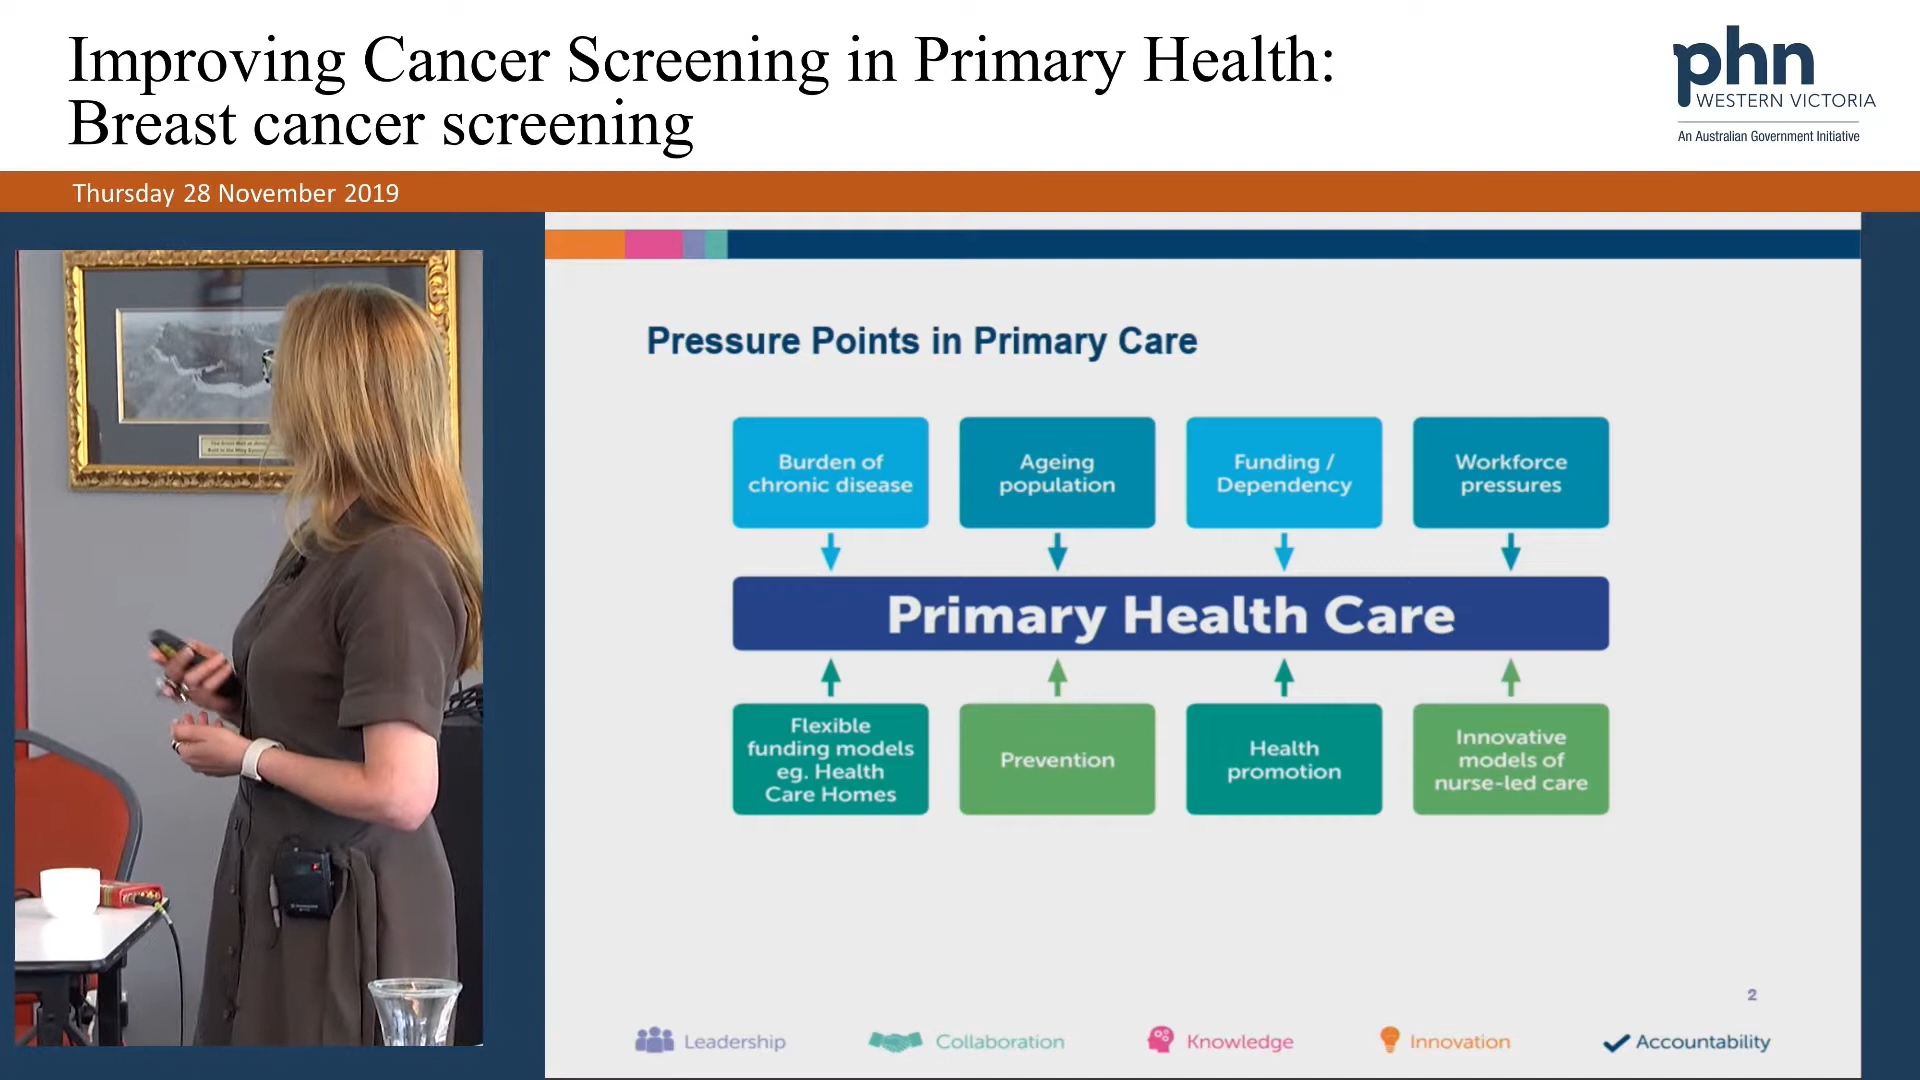 Improving Cancer Screening in Primary Health:
Breast cancer screening
phn
WESTERN VICTORIA
An Australian Government Initiative
Thursday 28 November 2019
Pressure Points in Primary Care
Burden of
chronic disease
Ageing
population
Funding /
Dependency
Workforce
pressures
Primary Health Care
Flexible
funding models
eg. Health
Care Homes
Prevention
Health
promotion
Innovative
models of
nurse-led care
2
Leadership
Collaboration
Knowledge
Innovation
Accountability